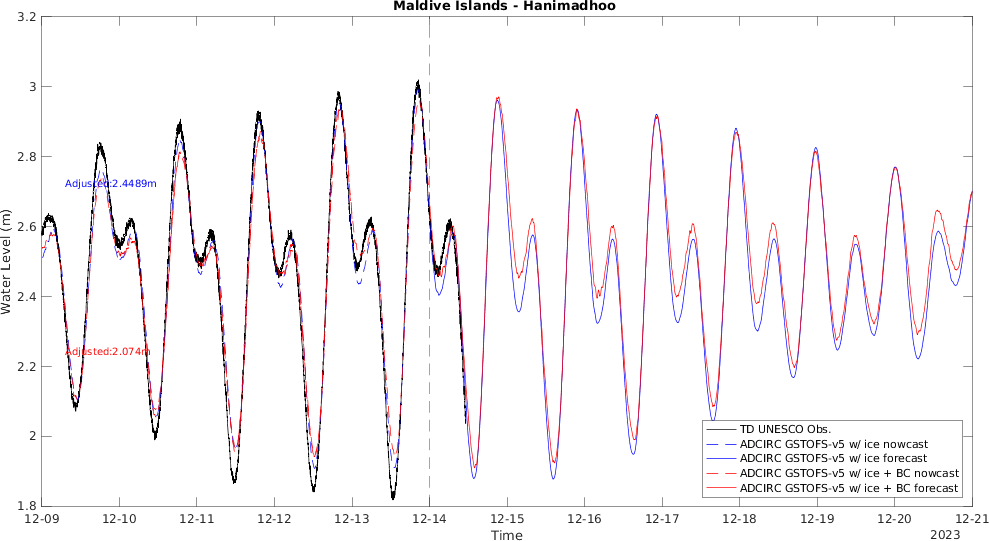 Maldive Islands - Hanimadhoo
3.2
3
2.8
2.6
2.4
2.2
2
1.8
Water Level (m)
Adjusted:2.4489m
Adjusted:2.074m
TD UNESCO Obs.
ADCIRC GSTOFS-v5 w/ ice nowcast
ADCIRC GSTOFS-v5 w/ ice forecast
ADCIRC GSTOFS-v5 w/ ice + BC nowcast
ADCIRC GSTOFS-v5 w/ ice + BC forecast
12-09 12-10 12-11 12-12 12-13 12-14 12-15 12-16 12-17 12-18 12-19 12-20 12-21
Time
2023